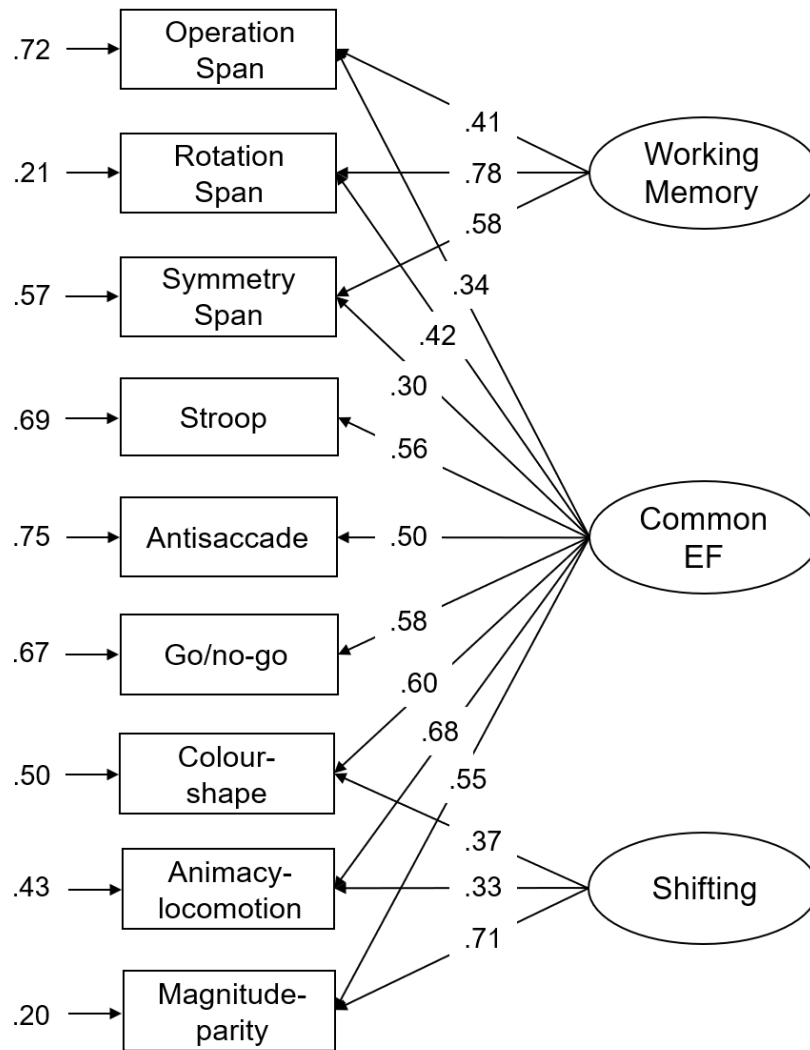 .72
Operation
Span
.41
Working
Memory
.21
Rotation
Span
.78
.58
.57
Symmetry
Span
.34
.42
.30
.69
Stroop
.56
.75
Antisaccade
.50
Common
EF
.67
Go/no-go
.58
.60
.68
.55
.50
Colour-
shape
.37
.43
Animacy-
locomotion
.33
Shifting
.71
.20
Magnitude-
parity